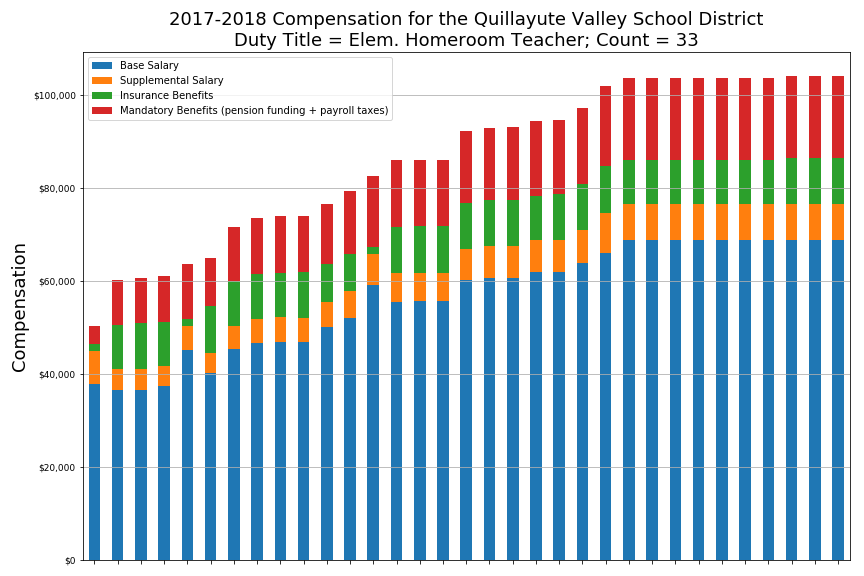 2017-2018 Compensation for the Quillayute Valley School District
Duty Title = Elem. Homeroom Teacher; Count = 33
Base Salary
Supplemental Salary
Insurance Benefits
Mandatory Benefits (pension funding + payroll taxes)
$100,000
$80,000
$60,000
$40,000
$20,000
$0
Compensation